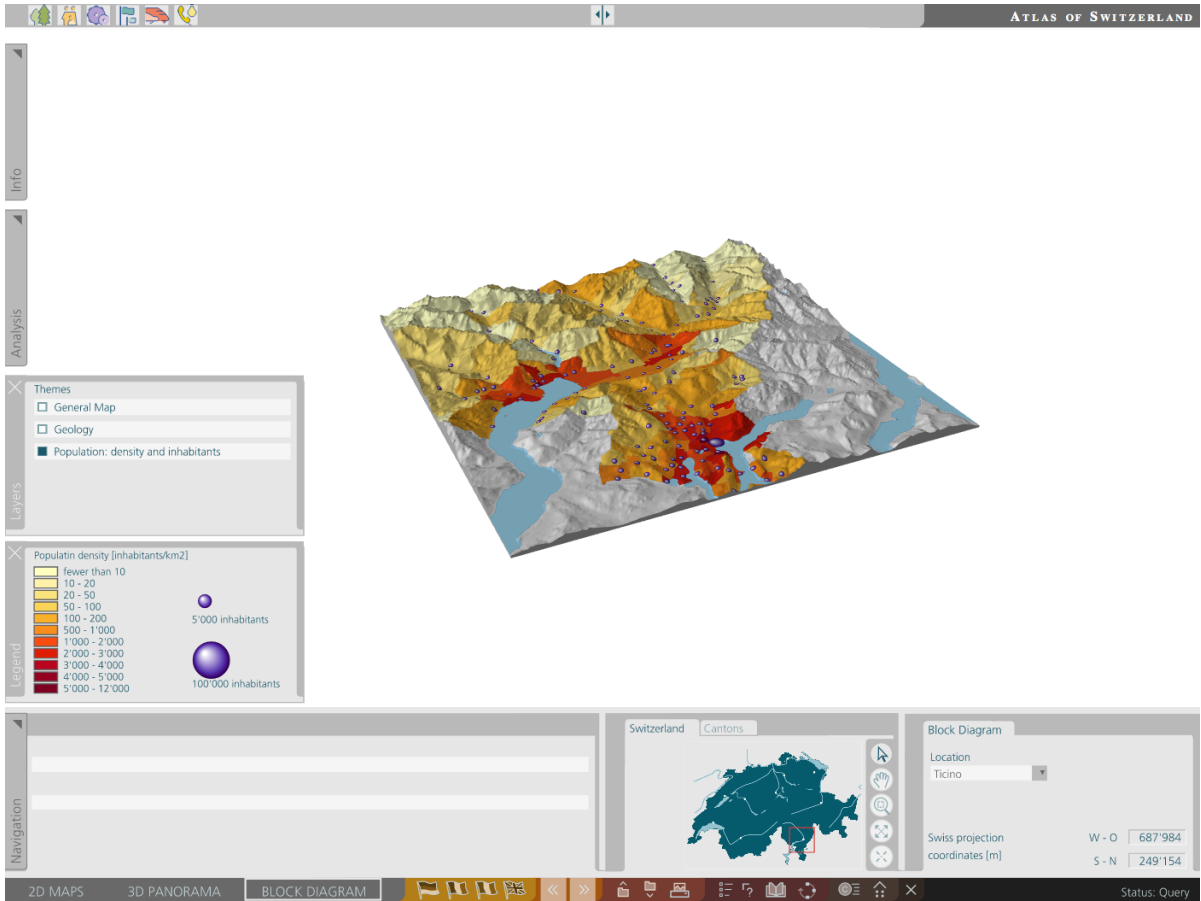 ATLAS OF SWITZERLAND
Info
Analysis
Layers
Themes
General Map
Geology
Population: density and inhabitants
Legend
Populatin density [inhabitants/km2]
fewer than 10
10 - 20
20 - 50
50 - 100
100 - 200
500 - 1'000
1'000 - 2'000
2'000 - 3'000
3'000 - 4'000
4'000 - 5'000
5'000 - 12'000
5'000 inhabitants
100'000 inhabitants
Navigation
Switzerland
Cantons
Block Diagram
Location
Ticino
Swiss projection
coordinates [m]
W - O 687'984
S - N 249'154
2D MAPS
3D PANORAMA
BLOCK DIAGRAM
Status: Query